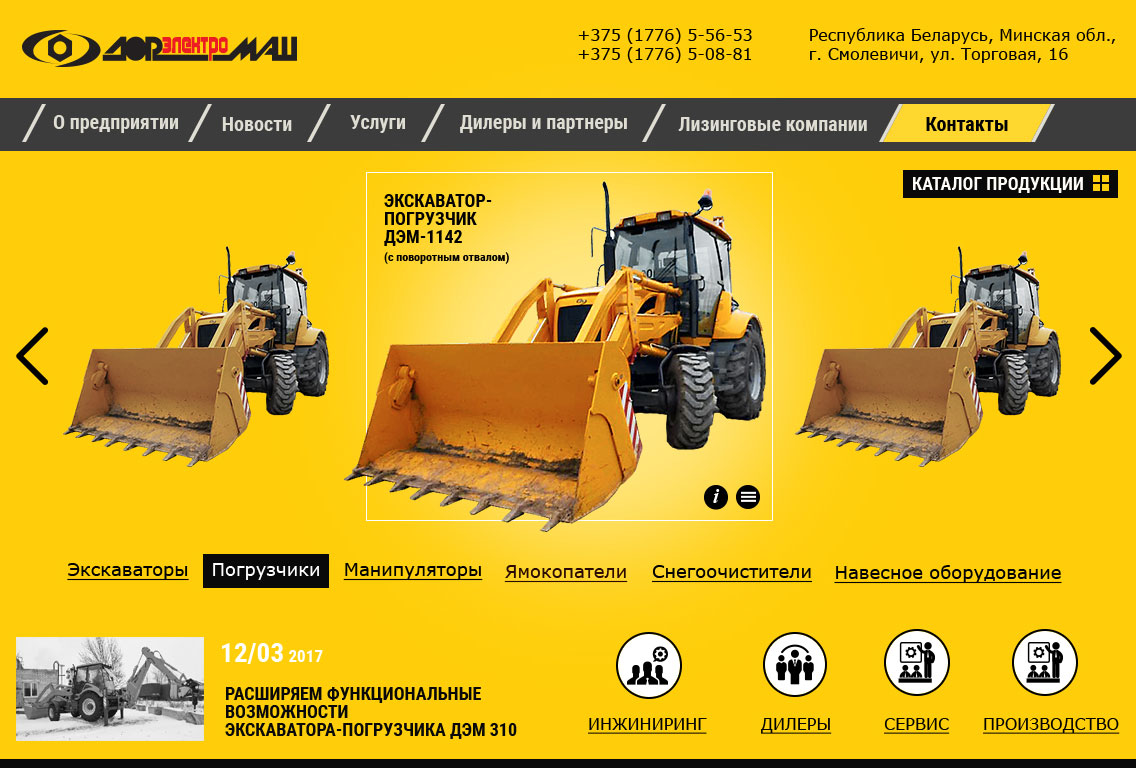 ДОРЭЛЕКТРОМАШ
+375 (1776) 5-56-53
+375 (1776) 5-08-81
Республика Беларусь, Минская обл.,
г. Смолевичи, ул. Торговая, 16
О предприятии Новости Услуги Дилеры и партнеры Лизинговые компании Контакты
КАТАЛОГ ПРОДУКЦИИ
ЭКСКАВАТОР-
ПОГРУЗЧИК
ДЭМ-1142
(с поворотным отвалом)
Экскаваторы Погрузчики Манипуляторы Ямокопатели Снегоочистители Навесное оборудование
12/03 2017
РАСШИРЯЕМ ФУНКЦИОНАЛЬНЫЕ
ВОЗМОЖНОСТИ
ЭКСКАВАТОРА-ПОГРУЗЧИКА ДЭМ 310
ИНЖИНИРИНГ ДИЛЕРЫ СЕРВИС ПРОИЗВОДСТВО